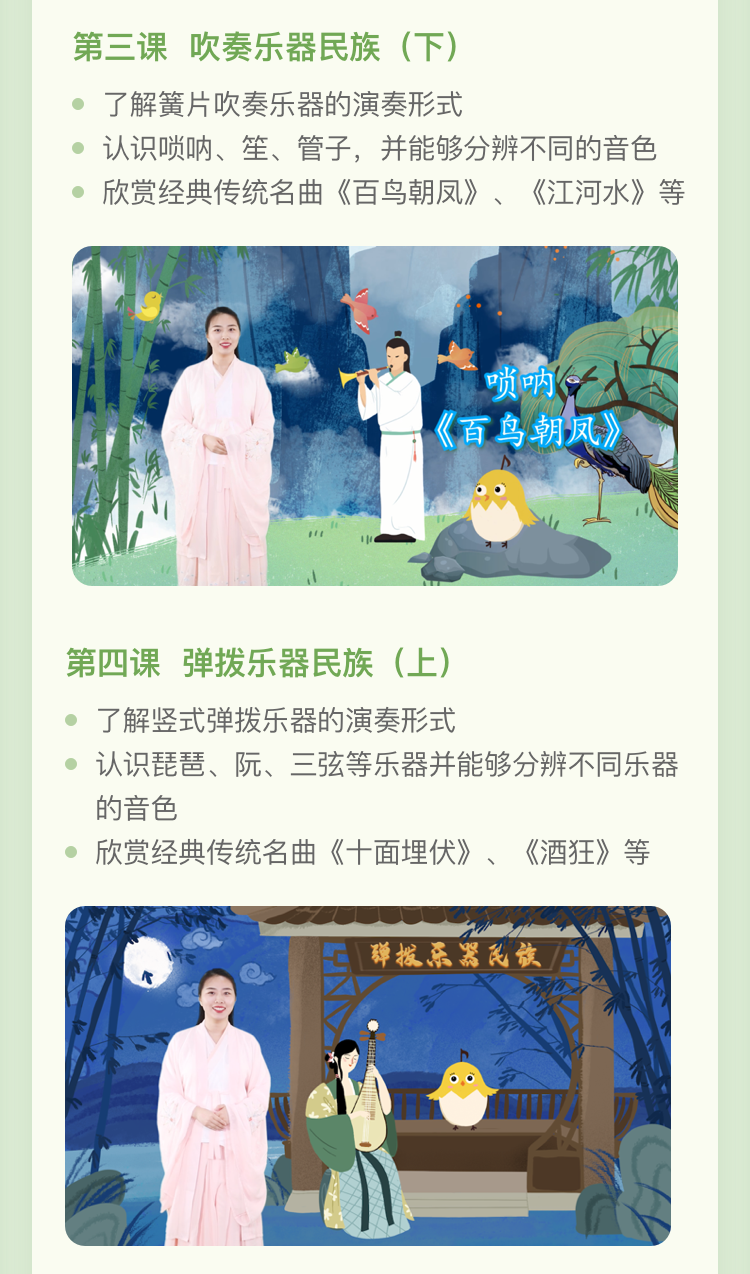 第三课 吹奏乐器民族（下）
了解簧片吹奏乐器的演奏形式
认识唢呐、笙、管子，并能够分辨不同的音色
欣赏经典传统名曲《百鸟朝凤》、《江河水》等
唢呐
《百鸟朝凤》
第四课 弹拨乐器民族（上）
了解竖式弹拨乐器的演奏形式
认识琵琶、阮、三弦等乐器并能够分辨不同乐器
的音色
欣赏经典传统名曲《十面埋伏》、《酒狂》等
弹拨乐器民族